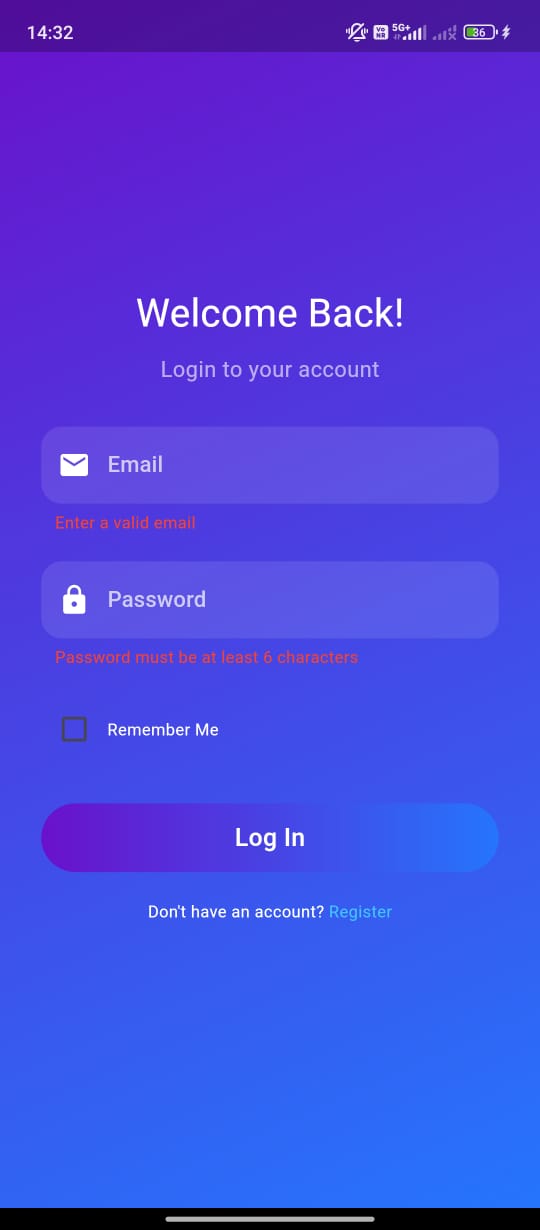 14:32
Vo
NR
5G+
36
Welcome Back!
Login to your account
Email
Enter a valid email
Password
Password must be at least 6 characters
Remember Me
Log In
Don't have an account? Register